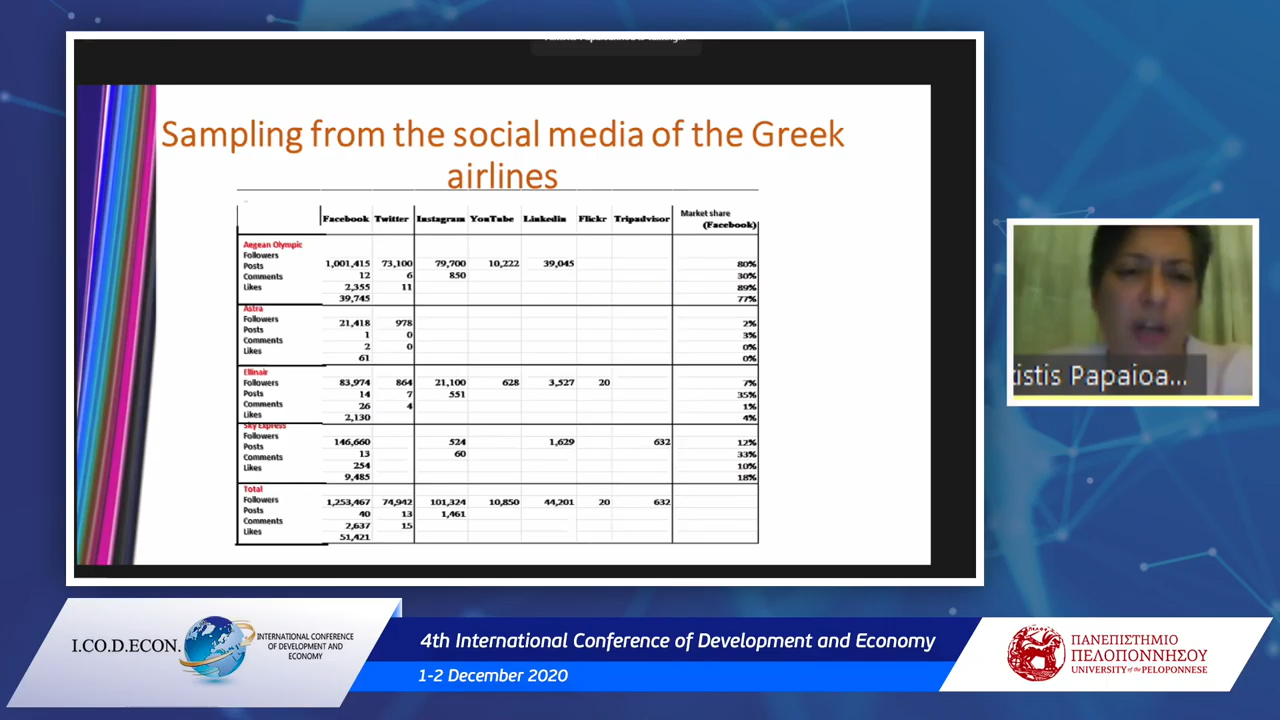 Sampling from the social media of the Greek
airlines
Facebook Twitter Instagram YouTube Linkedin Flickr Tripadvisor Market share
(Facebook)
Aegean Olympic
Followers 1,001,415 73,100 79,700 10,222 39,045 80%
Posts 12 6 850 30%
Comments 2,355 11 89%
Likes 39,745 77%
Astra
Followers 21,418 978 2%
Posts 1 0 3%
Comments 2 0 0%
Likes 61 0%
Ellinair
Followers 83,974 864 21,100 628 3,527 20 7%
Posts 14 7 551 35%
Comments 26 4 1%
Likes 2,130 4%
Sky Express
Followers 146,660 524 1,629 632 12%
Posts 13 60 33%
Comments 254 10%
Likes 9,485 18%
Total
Followers 1,253,467 74,942 101,324 10,850 44,201 20 632
Posts 40 13 1,461
Comments 2,637 15
Likes 51,421
istis Papaioa...
I.CO.D.ECON.
INTERNATIONAL CONFERENCE
OF DEVELOPMENT AND
ECONOMY
4th International Conference of Development and Economy
1-2 December 2020
ΠΑΝΕΠΙΣΤΗΜΙΟ
ΠΕΛΟΠΟΝΝΗΣΟΥ
UNIVERSITY of the PELOPONNESE